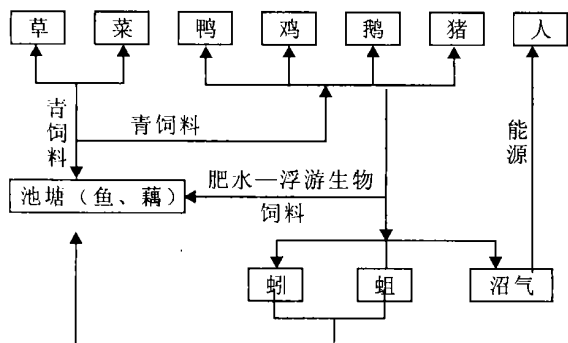 草 菜 鸭 鸡 鹅 猪 人
青饲料
青饲料
能源
池塘（鱼、藕）
肥水—浮游生物
饲料
蚓 蛆 沼气